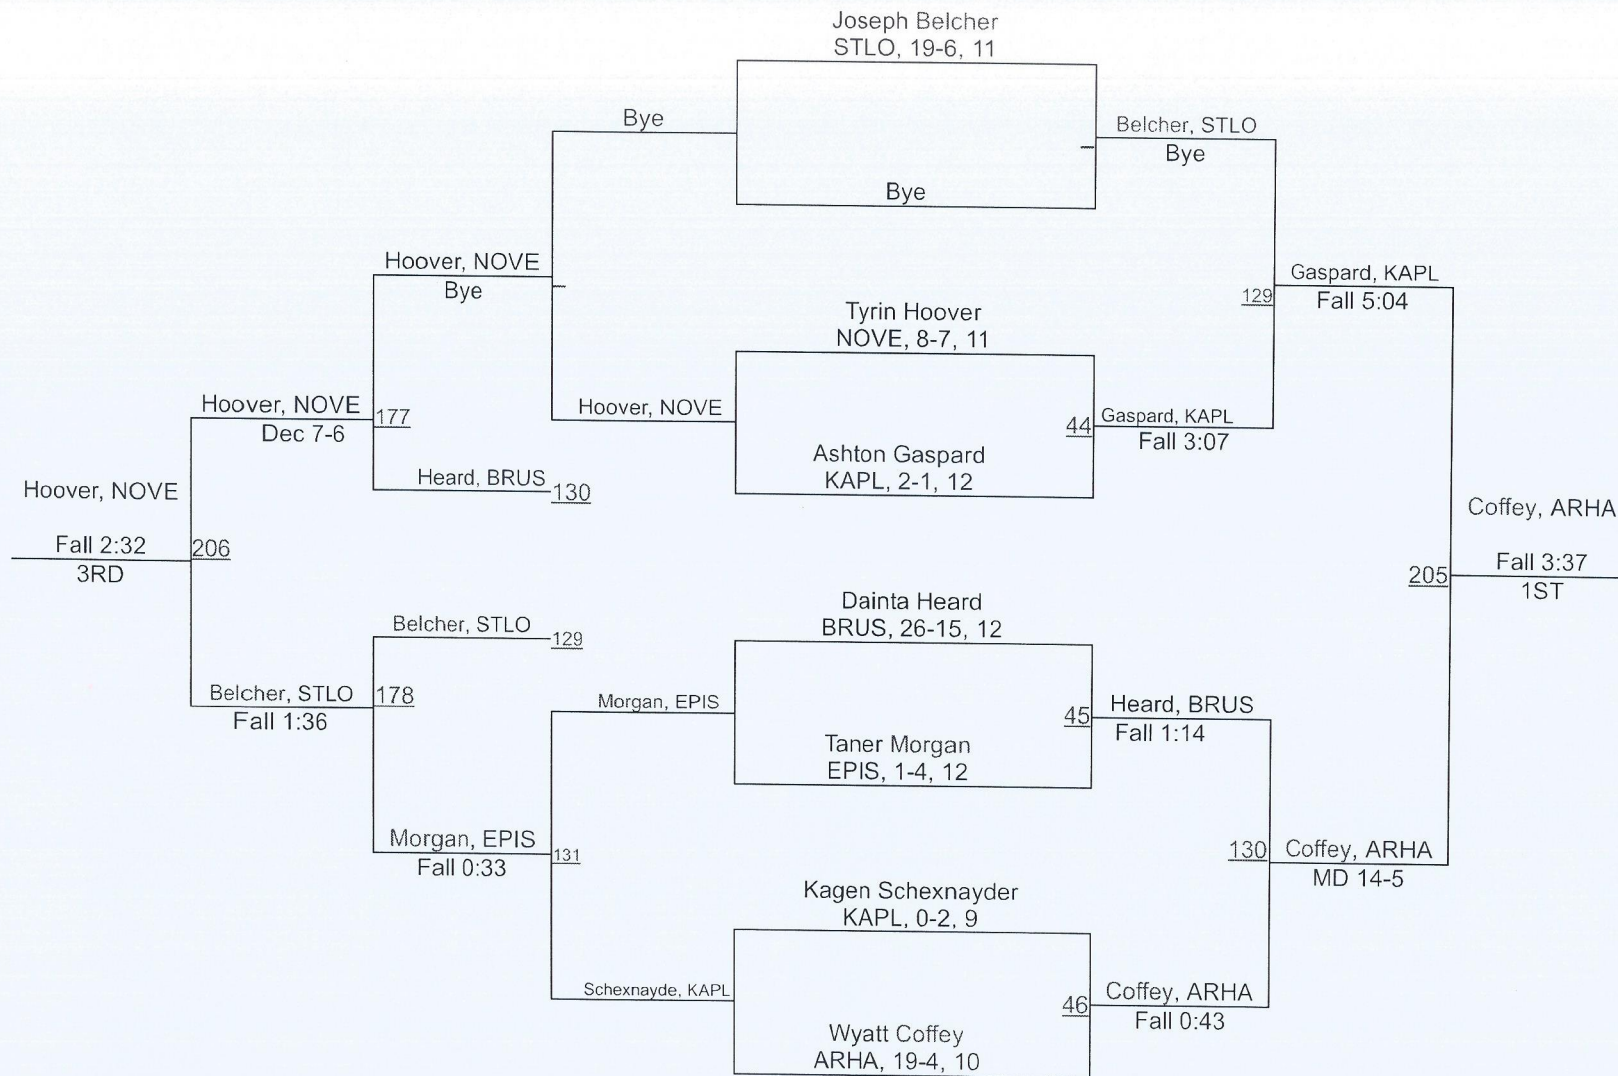 Joseph Belcher
STLO, 19-6, 11
Bye
Belcher, STLO
Bye
Bye
Hoover, NOVE
Bye
Gaspard, KAPL
129
Fall 5:04
Tyrin Hoover
NOVE, 8-7, 11
Hoover, NOVE
177
Dec 7-6
Hoover, NOVE
44
Gaspard, KAPL
Fall 3:07
Ashton Gaspard
KAPL, 2-1, 12
Heard, BRUS
130
Hoover, NOVE
Fall 2:32
206
3RD
Coffey, ARHA
Fall 3:37
205
1ST
Dainta Heard
BRUS, 26-15, 12
Belcher, STLO
129
Belcher, STLO
178
Fall 1:36
Morgan, EPIS
45
Heard, BRUS
Fall 1:14
Taner Morgan
EPIS, 1-4, 12
Morgan, EPIS
131
Fall 0:33
130
Coffey, ARHA
MD 14-5
Kagen Schexnayder
KAPL, 0-2, 9
Schexnayde, KAPL
46
Coffey, ARHA
Fall 0:43
Wyatt Coffey
ARHA, 19-4, 10